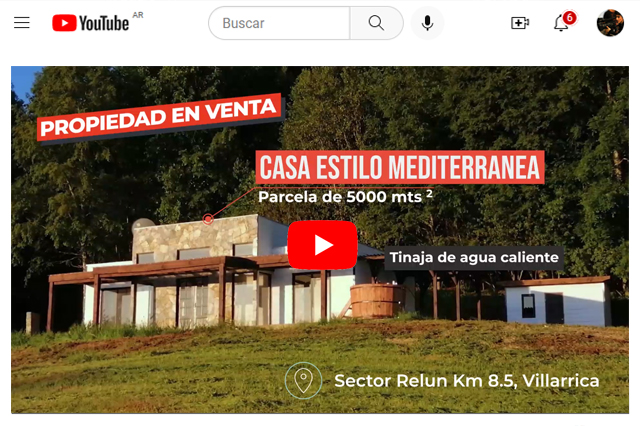 YouTube AR
Buscar
6
PROPIEDAD EN VENTA
CASA ESTILO MEDITERRANEA
Parcela de 5000 mts ²
Tinaja de agua caliente
Sector Relun Km 8.5, Villarrica